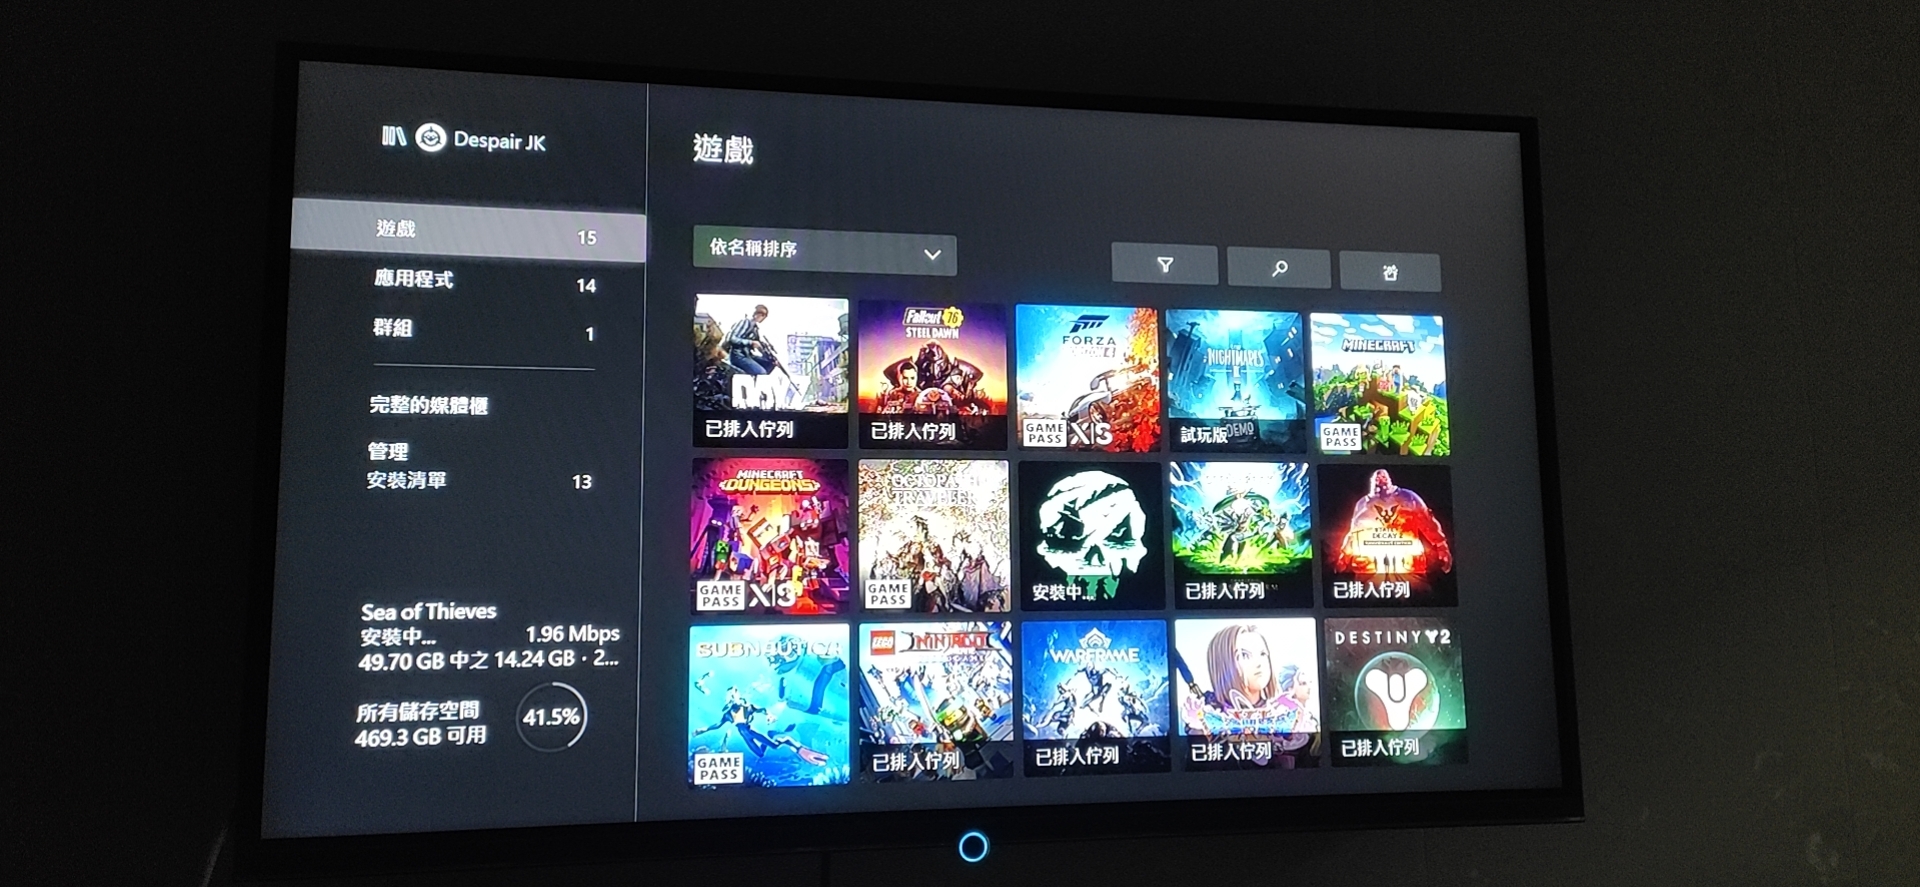 Despair JK
遊戲 15
應用程式 14
群組 1
完整的媒體櫃
管理
安裝清單 13
Sea of Thieves
安裝中... 1.96 Mbps
49.70 GB 中之 14.24 GB · 2...
所有儲存空間
469.3 GB 可用
41.5%
遊戲
依名稱排序
DAY
已排入佇列
Fallout 76
STEEL DAWN
已排入佇列
FORZA
GAME PASS X|S
NIGHTMARES
II
試玩版
DEMO
MINECRAFT
GAME PASS
MINECRAFT
DUNGEONS
GAME PASS X|S
OCTOPATH
TRAVELER
GAME PASS
安裝中...
已排入佇列
DECAY 2
已排入佇列
SUBNAUTICA
GAME PASS
LEGO NINJAGO
已排入佇列
WARFRAME
已排入佇列
已排入佇列
DESTINY 2
已排入佇列